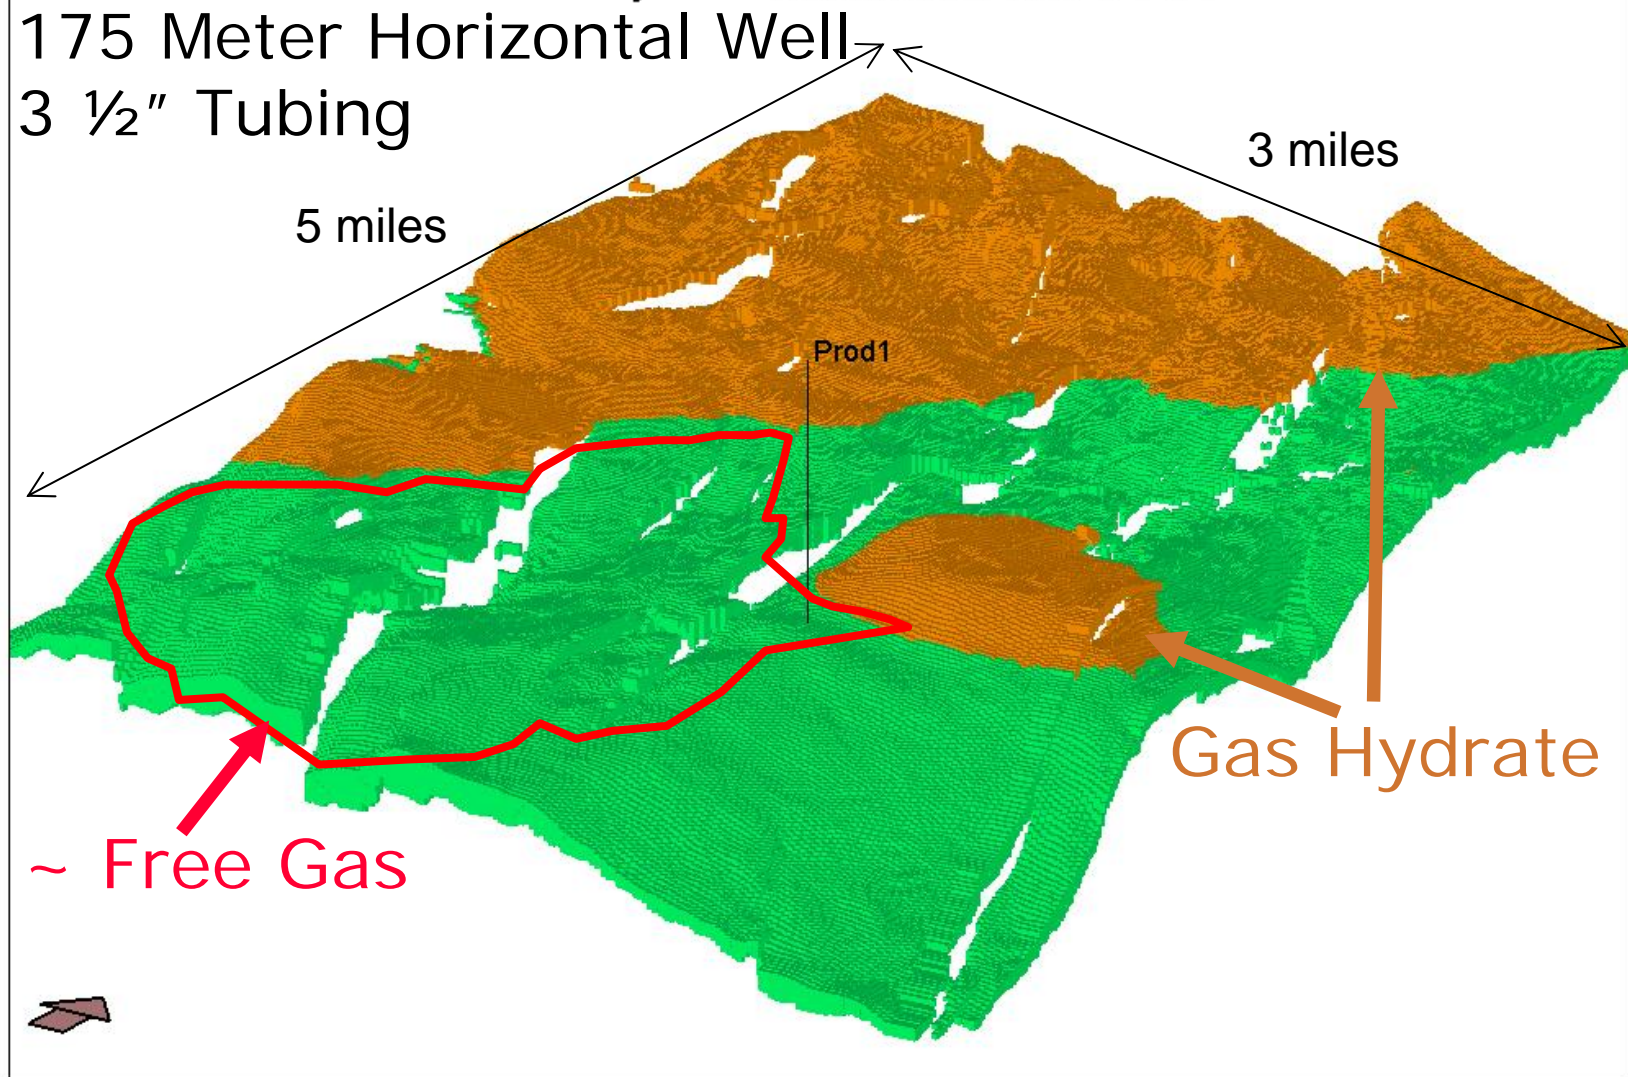 175 Meter Horizontal Well
3 ½" Tubing
3 miles
5 miles
Prod1
Gas Hydrate
~ Free Gas